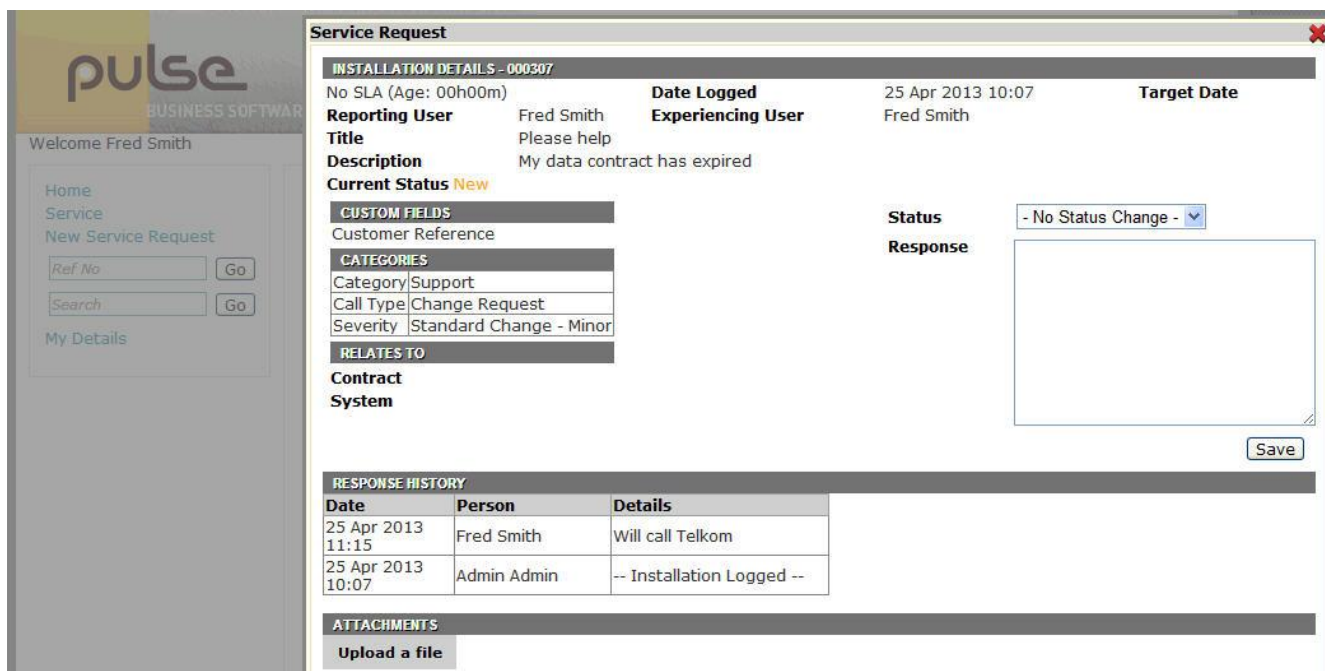 pulse
BUSINESS SOFTWAR
Welcome Fred Smith
Home
Service
New Service Request
Ref No Go
Search Go
My Details
Service Request
INSTALLATION DETAILS - 000307
No SLA (Age: 00h00m) Date Logged 25 Apr 2013 10:07 Target Date
Reporting User Fred Smith Experiencing User Fred Smith
Title Please help
Description My data contract has expired
Current Status New
CUSTOM FIELDS
Customer Reference
CATEGORIES
Category Support
Call Type Change Request
Severity Standard Change - Minor
RELATES TO
Contract
System
Status - No Status Change -
Response
Save
RESPONSE HISTORY
Date Person Details
25 Apr 2013
11:15 Fred Smith Will call Telkom
25 Apr 2013
10:07 Admin Admin -- Installation Logged --
ATTACHMENTS
Upload a file